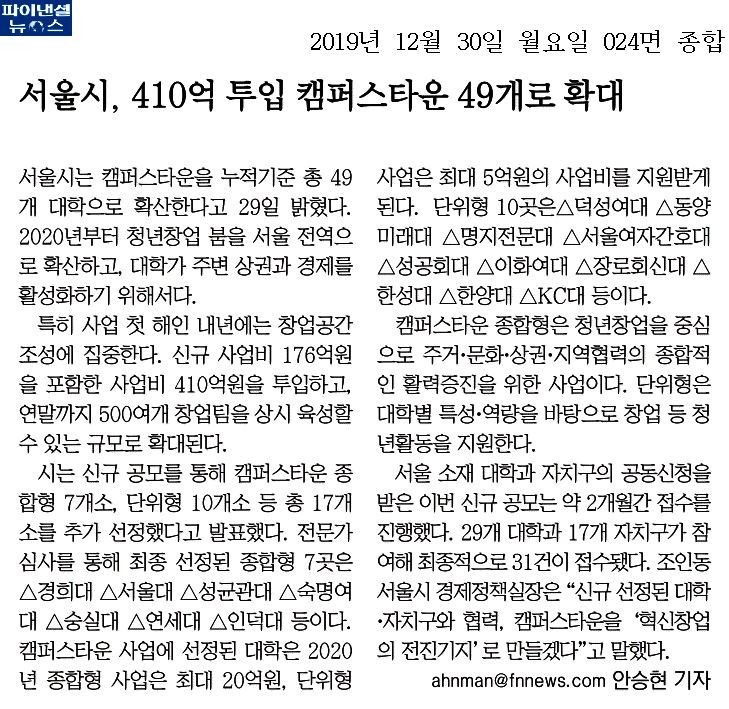 파이낸셜
뉴스
2019년 12월 30일 월요일 024면 종합
서울시, 410억 투입 캠퍼스타운 49개로 확대
서울시는 캠퍼스타운을 누적기준 총 49
개 대학으로 확산한다고 29일 밝혔다.
2020년부터 청년창업 붐을 서울 전역으
로 확산하고, 대학가 주변 상권과 경제를
활성화하기 위해서다.
특히 사업 첫 해인 내년에는 창업공간
조성에 집중한다. 신규 사업비 176억원
을 포함한 사업비 410억원을 투입하고,
연말까지 500여개 창업팀을 상시 육성할
수 있는 규모로 확대된다.
시는 신규 공모를 통해 캠퍼스타운 종
합형 7개소, 단위형 10개소 등 총 17개
소를 추가 선정했다고 발표했다. 전문가
심사를 통해 최종 선정된 종합형 7곳은
△경희대 △서울대 △성균관대 △숙명여
대 △숭실대 △연세대 △인덕대 등이다.
캠퍼스타운 사업에 선정된 대학은 2020
년 종합형 사업은 최대 20억원, 단위형
사업은 최대 5억원의 사업비를 지원받게
된다. 단위형 10곳은△덕성여대 △동양
미래대 △명지전문대 △서울여자간호대
△성공회대 △이화여대 △장로회신대 △
한성대 △한양대 △KC대 등이다.
캠퍼스타운 종합형은 청년창업을 중심
으로 주거·문화·상권·지역협력의 종합적
인 활력증진을 위한 사업이다. 단위형은
대학별 특성·역량을 바탕으로 창업 등 청
년활동을 지원한다.
서울 소재 대학과 자치구의 공동신청을
받은 이번 신규 공모는 약 2개월간 접수를
진행했다. 29개 대학과 17개 자치구가 참
여해 최종적으로 31건이 접수됐다. 조인동
서울시 경제정책실장은 “신규 선정된 대학
·자치구와 협력, 캠퍼스타운을 ‘혁신창업
의 전진기지’로 만들겠다”고 말했다.
ahnman@fnnews.com 안승현 기자